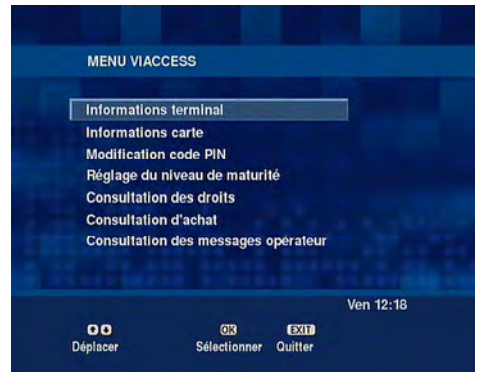 MENU VIACCESS
Informations terminal
Informations carte
Modification code PIN
Réglage du niveau de maturité
Consultation des droits
Consultation d'achat
Consultation des messages opérateur
Ven 12:18
OK EXIT
Déplacer Sélectionner Quitter